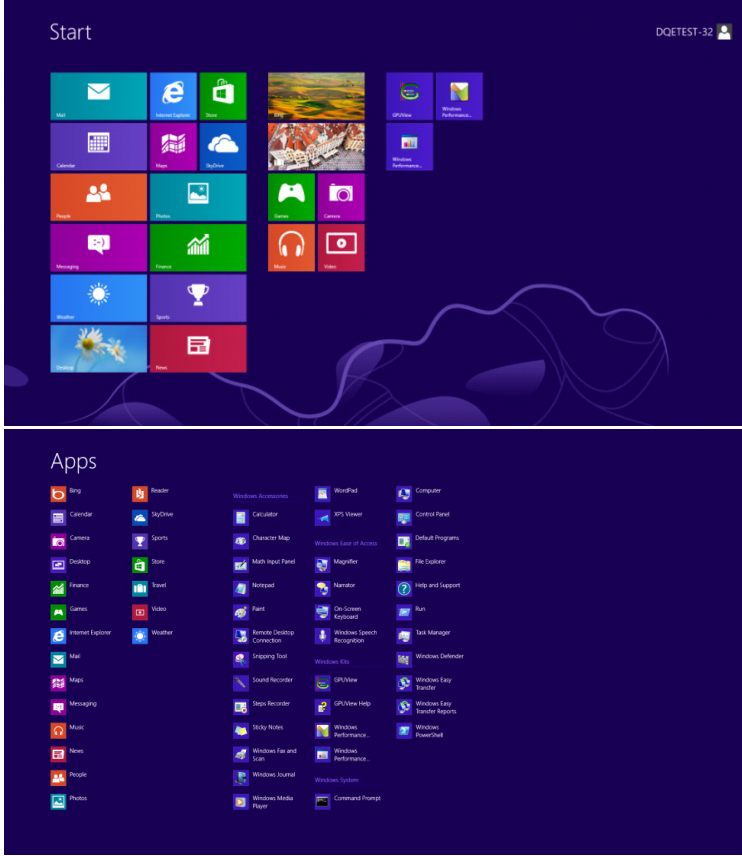 Start
DQETEST-32
Mail
Internet Explorer
Store
Calendar
Maps
SkyDrive
People
Photos
Messaging
Finance
Weather
Sports
Desktop
News
Bing
Games
Camera
Music
Video
GPUView
Windows
Performance...
Windows
Performance...
Apps
Bing
Calendar
Camera
Desktop
Finance
Games
Internet Explorer
Mail
Maps
Messaging
Music
News
People
Photos
Reader
SkyDrive
Sports
Store
Travel
Video
Weather
Windows Accessories
Calculator
Character Map
Math Input Panel
Notepad
Paint
Remote Desktop
Connection
Snipping Tool
Sound Recorder
Steps Recorder
Sticky Notes
Windows Fax and
Scan
Windows Journal
Windows Media
Player
WordPad
XPS Viewer
Windows Ease of Access
Magnifier
Narrator
On-Screen
Keyboard
Windows Speech
Recognition
Windows Kits
GPUView
GPUView Help
Windows
Performance...
Windows
Performance...
Windows System
Command Prompt
Computer
Control Panel
Default Programs
File Explorer
Help and Support
Run
Task Manager
Windows Defender
Windows Easy
Transfer
Windows Easy
Transfer Reports
Windows
PowerShell